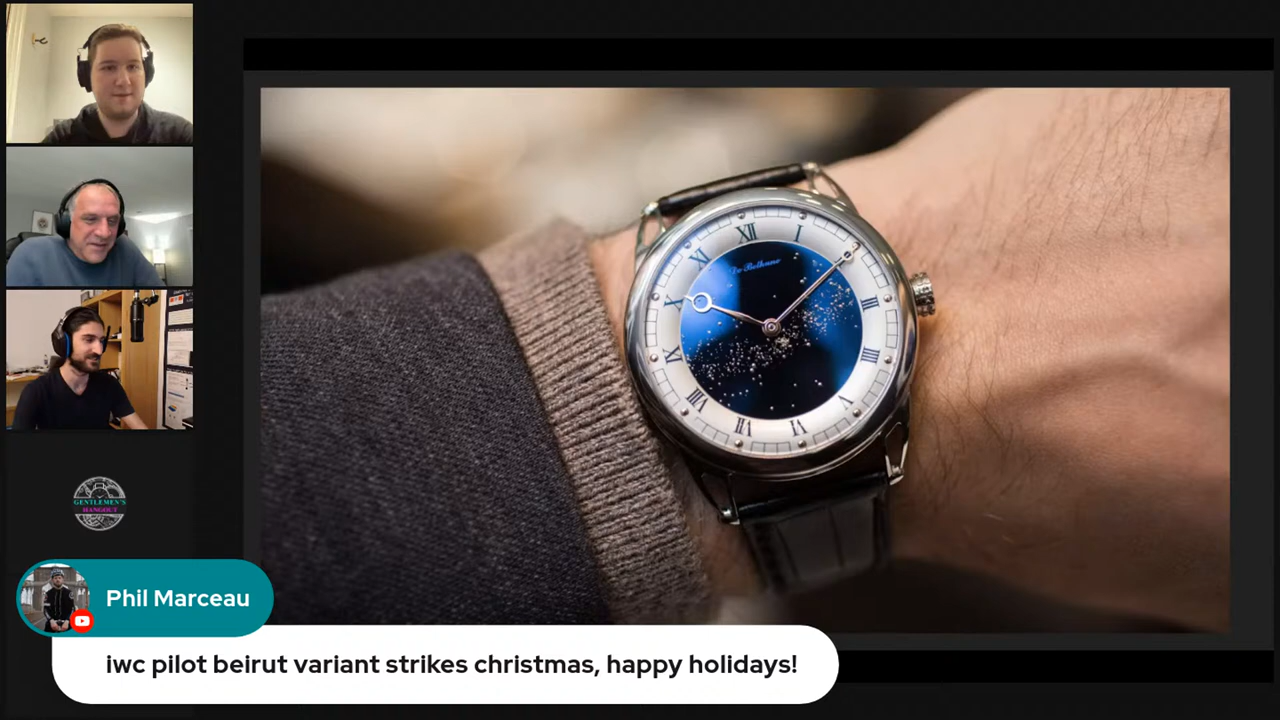 XII
I
III
IIII
V
VI
VII
VIII
IX
X
XI
De Bethune
GENTLEMEN'S
HANGOUT
Phil Marceau
iwc pilot beirut variant strikes christmas, happy holidays!